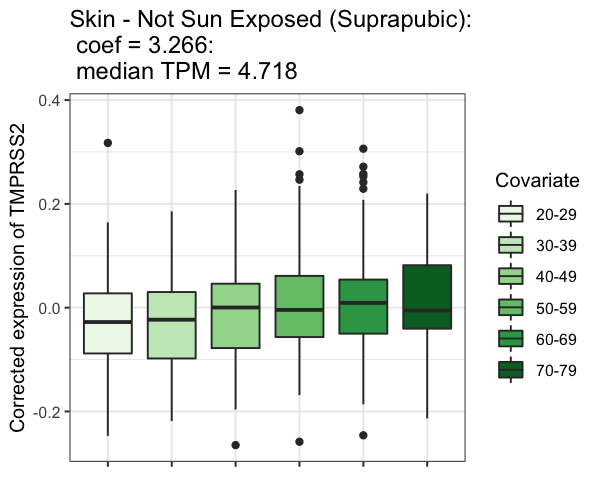 Skin - Not Sun Exposed (Suprapubic):
coef = 3.266:
median TPM = 4.718
Corrected expression of TMPRSS2
0.4
0.2
0.0
-0.2
Covariate
20-29
30-39
40-49
50-59
60-69
70-79